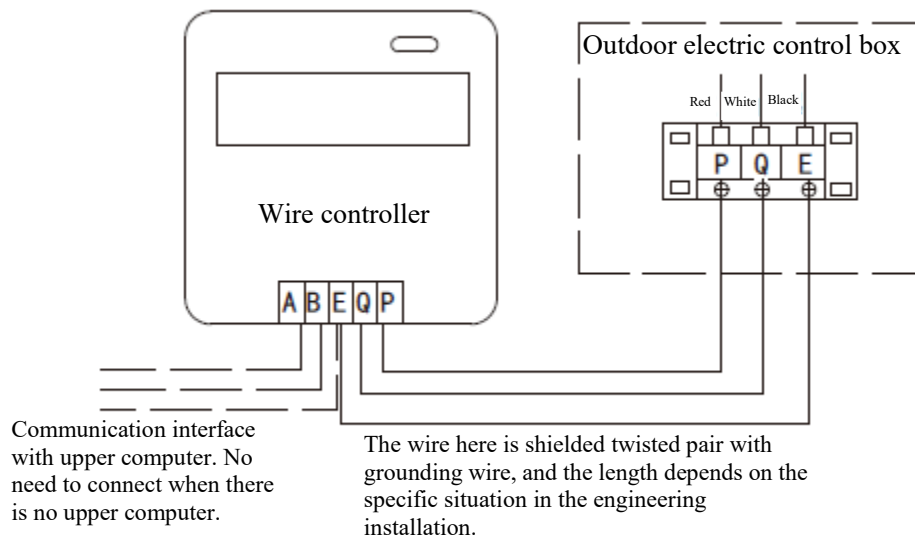 Outdoor electric control box
Red White Black
P Q E
Wire controller
A B E Q P
Communication interface
with upper computer. No
need to connect when there
is no upper computer.
The wire here is shielded twisted pair with
grounding wire, and the length depends on the
specific situation in the engineering
installation.